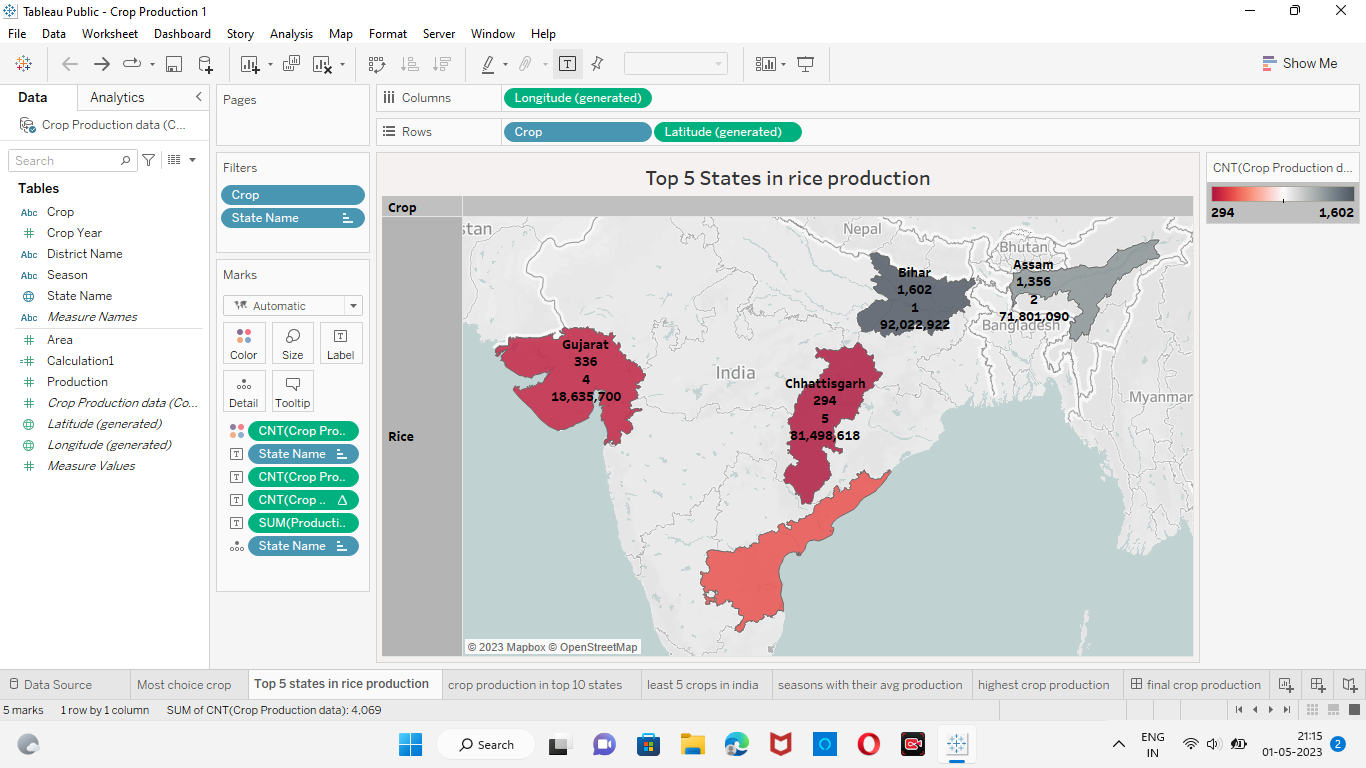 Tableau Public - Crop Production 1
File Data Worksheet Dashboard Story Analysis Map Format Server Window Help
Show Me
Data Analytics
Crop Production data (C...
Search
Tables
Abc Crop
Crop Year
Abc District Name
Abc Season
State Name
Abc Measure Names
Area
Calculation1
Production
Crop Production data (Co...
Latitude (generated)
Longitude (generated)
Measure Values
Pages
Filters
Crop
State Name
Marks
Automatic
Color Size Label
Detail Tooltip
CNT(Crop Pro..
State Name
CNT(Crop Pro..
CNT(Crop ..
SUM(Producti..
State Name
Columns Longitude (generated)
Rows Crop Latitude (generated)
Top 5 States in rice production
Crop
Rice
stan
Nepal
Bhutan
Bangladesh
India
Myanmar
Bihar
1,602
1
92,022,922
Assam
1,356
2
71,801,090
Gujarat
336
4
18,635,700
Chhattisgarh
294
5
81,498,618
© 2023 Mapbox © OpenStreetMap
CNT(Crop Production d...
294 1,602
Data Source Most choice crop Top 5 states in rice production crop production in top 10 states least 5 crops in india seasons with their avg production highest crop production final crop production
5 marks 1 row by 1 column SUM of CNT(Crop Production data): 4,069
Search
ENG
IN
21:15
01-05-2023
2